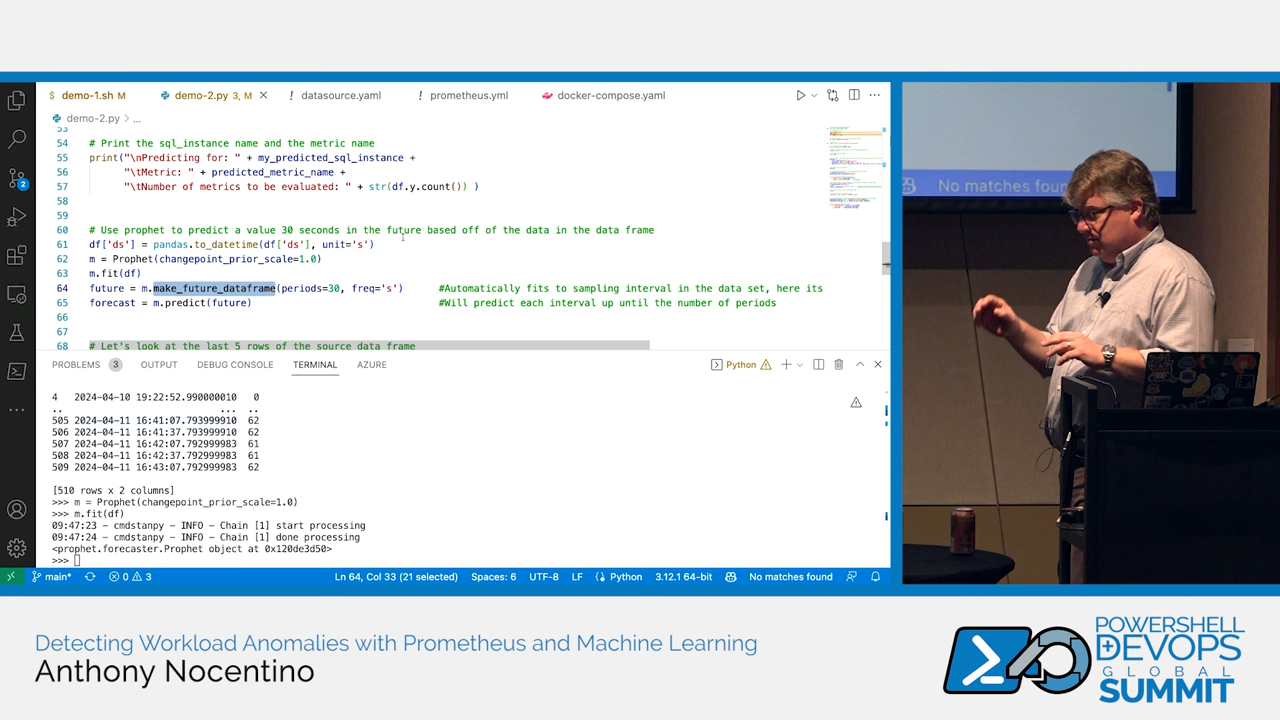 demo-1.sh M
demo-2.py 3, M
datasource.yaml
prometheus.yml
docker-compose.yaml
demo-2.py > ...
53
54 # Print the sql instance name and the metric name
55 print("Predicting for: " + my_predicted_sql_instance +
56 + predicted_metric_name +
57 of metrics to be evaluated: " + str(df.y.count()) )
58
59
60 # Use prophet to predict a value 30 seconds in the future based off of the data in the data frame
61 df['ds'] = pandas.to_datetime(df['ds'], unit='s')
62 m = Prophet(changepoint_prior_scale=1.0)
63 m.fit(df)
64 future = m.make_future_dataframe(periods=30, freq='s') #Automatically fits to sampling interval in the data set, here its
65 forecast = m.predict(future) #Will predict each interval up until the number of periods
66
67
68 # Let's look at the last 5 rows of the source data frame
2
PROBLEMS 3 OUTPUT DEBUG CONSOLE TERMINAL AZURE
Python
4 2024-04-10 19:22:52.990000010 0
.. ... ..
505 2024-04-11 16:41:07.793999910 62
506 2024-04-11 16:41:37.793999910 62
507 2024-04-11 16:42:07.792999983 61
508 2024-04-11 16:42:37.792999983 61
509 2024-04-11 16:43:07.792999983 62
[510 rows x 2 columns]
>>> m = Prophet(changepoint_prior_scale=1.0)
>>> m.fit(df)
09:47:23 - cmdstanpy - INFO - Chain [1] start processing
09:47:24 - cmdstanpy - INFO - Chain [1] done processing
<prophet.forecaster.Prophet object at 0x120de3d50>
>>>
main* 0 3 Ln 64, Col 33 (21 selected) Spaces: 6 UTF-8 LF Python 3.12.1 64-bit No matches found
No matches found
Detecting Workload Anomalies with Prometheus and Machine Learning
Anthony Nocentino
POWERSHELL
DEVOPS
GLOBAL
SUMMIT